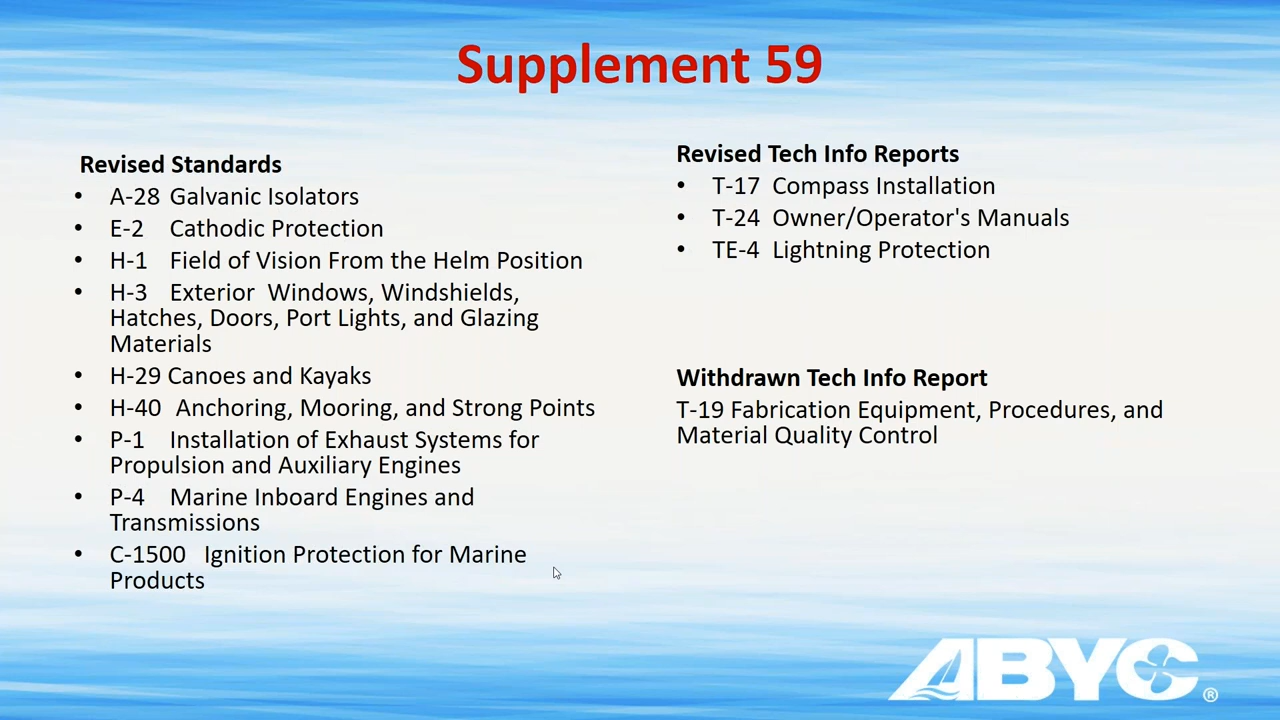 Supplement 59
Revised Standards
• A-28 Galvanic Isolators
• E-2 Cathodic Protection
• H-1 Field of Vision From the Helm Position
• H-3 Exterior Windows, Windshields,
Hatches, Doors, Port Lights, and Glazing
Materials
• H-29 Canoes and Kayaks
• H-40 Anchoring, Mooring, and Strong Points
• P-1 Installation of Exhaust Systems for
Propulsion and Auxiliary Engines
• P-4 Marine Inboard Engines and
Transmissions
• C-1500 Ignition Protection for Marine
Products
Revised Tech Info Reports
• T-17 Compass Installation
• T-24 Owner/Operator's Manuals
• TE-4 Lightning Protection
Withdrawn Tech Info Report
T-19 Fabrication Equipment, Procedures, and
Material Quality Control
ABYC®